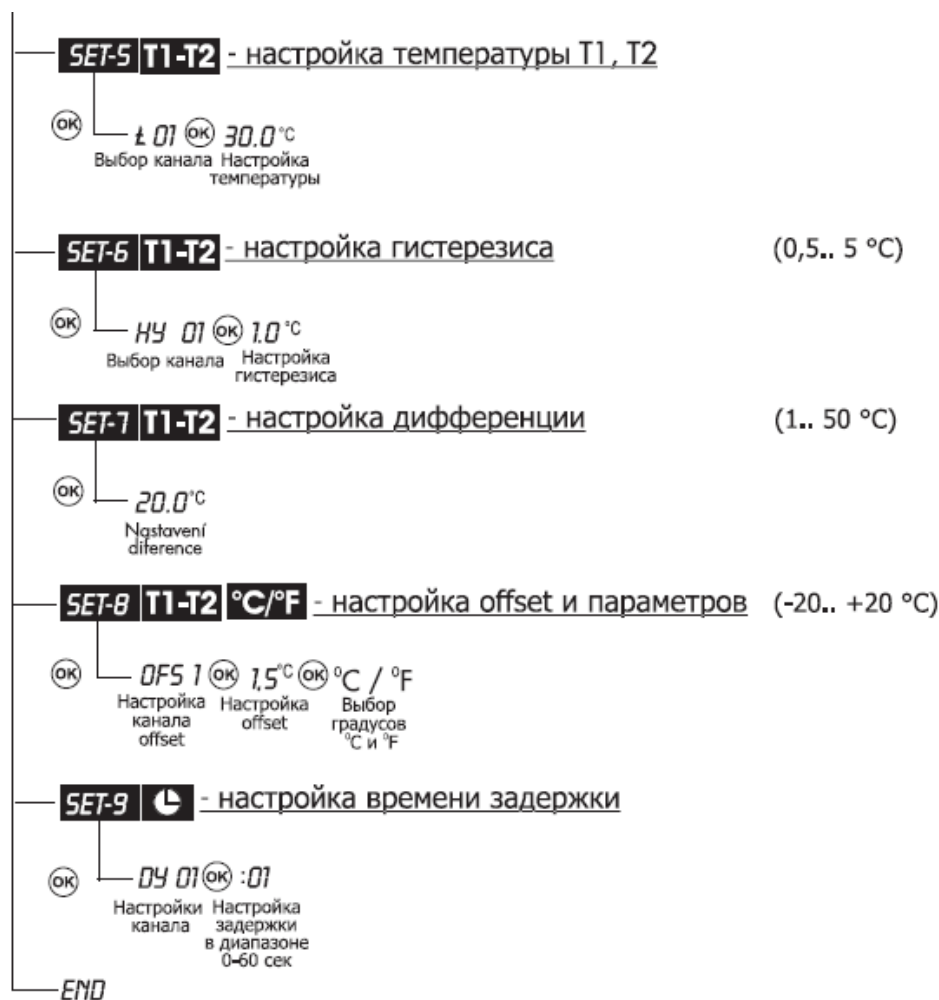 SET-5 T1-T2 - настройка температуры T1, T2
OK t 01 OK 30.0 °C
Выбор канала Настройка
температуры
SET-6 T1-T2 - настройка гистерезиса (0,5.. 5 °C)
OK HY 01 OK 1.0 °C
Выбор канала Настройка
гистерезиса
SET-7 T1-T2 - настройка дифференции (1.. 50 °C)
OK 20.0°C
Nastavení
diference
SET-8 T1-T2 °C/°F - настройка offset и параметров (-20.. +20 °C)
OK OFS 1 OK 1,5°C OK °C / °F
Настройка Настройка Выбор
канала offset градусов
offset °C и °F
SET-9 - настройка времени задержки
OK DY 01 OK :01
Настройки Настройка
канала задержки
в диапазоне
0-60 сек
END